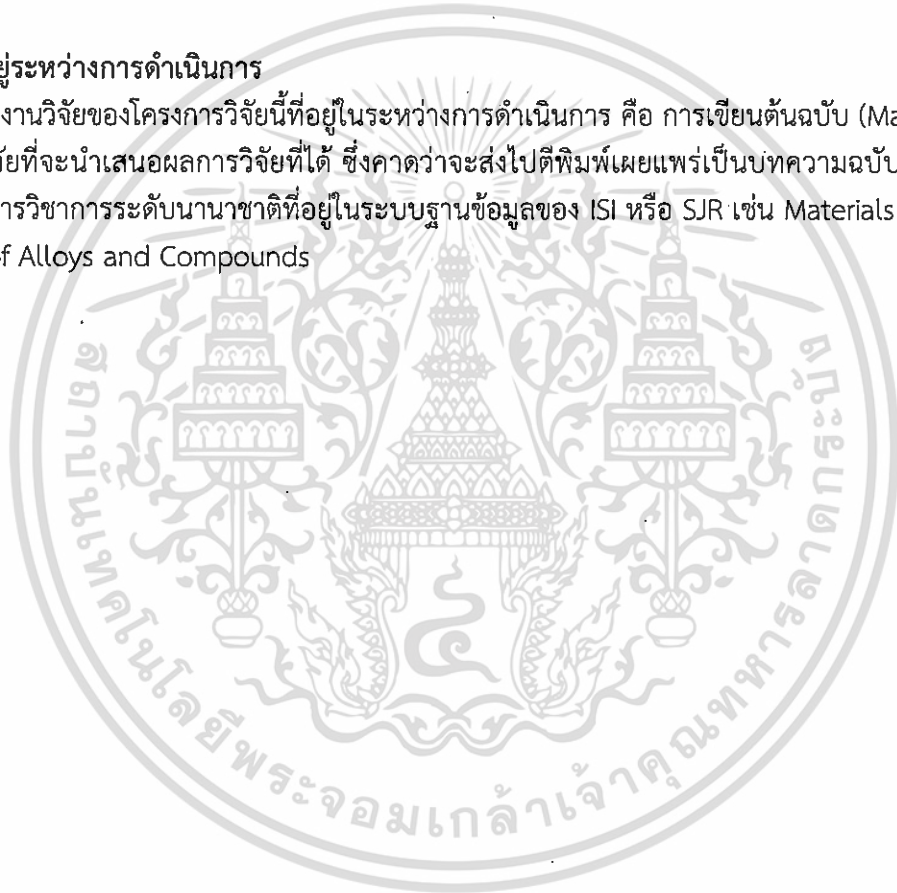 ยู่ระหว่างการดำเนินการ
งานวิจัยของโครงการวิจัยนี้ที่อยู่ในระหว่างการดำเนินการ คือ การเขียนต้นฉบับ (Ma
ัยที่จะนำเสนอผลการวิจัยที่ได้ ซึ่งคาดว่าจะส่งไปตีพิมพ์เผยแพร่เป็นบทความฉบับ
ารวิชาการระดับนานาชาติที่อยู่ในระบบฐานข้อมูลของ ISI หรือ SJR เช่น Materials
f Alloys and Compounds
สถาบันเทคโนโลยีพระจอมเกล้าเจ้าคุณทหารลาดกระบัง
๔